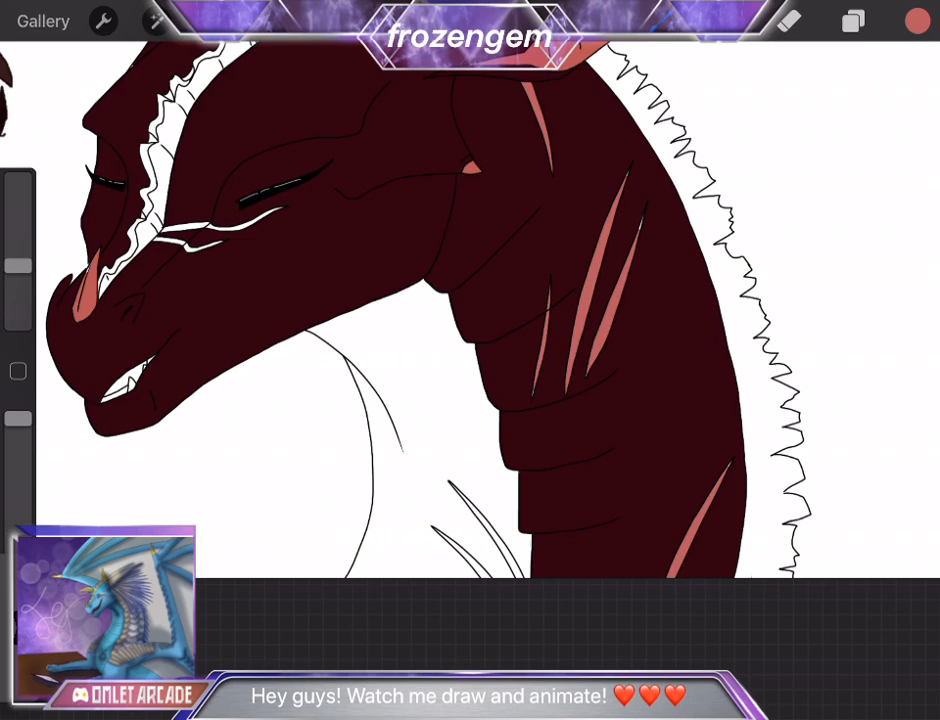 Gallery
frozengem
OMLET ARCADE
Hey guys! Watch me draw and animate! ❤️❤️❤️